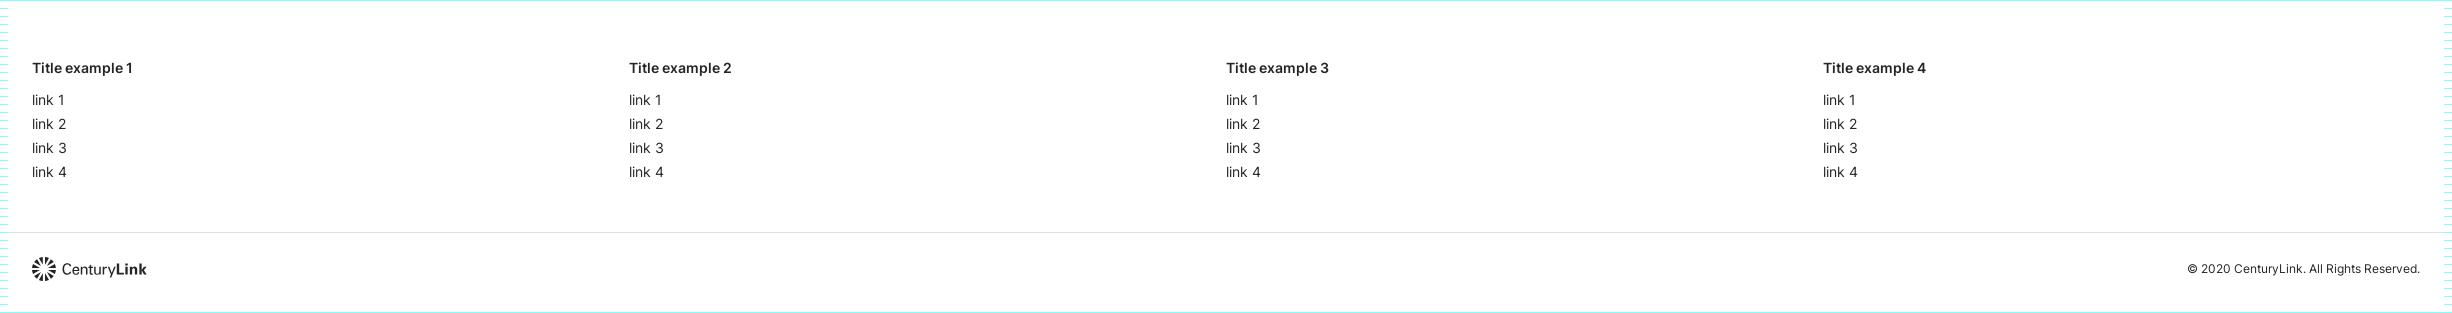 Title example 1
link 1
link 2
link 3
link 4
Title example 2
link 1
link 2
link 3
link 4
Title example 3
link 1
link 2
link 3
link 4
Title example 4
link 1
link 2
link 3
link 4
CenturyLink
© 2020 CenturyLink. All Rights Reserved.